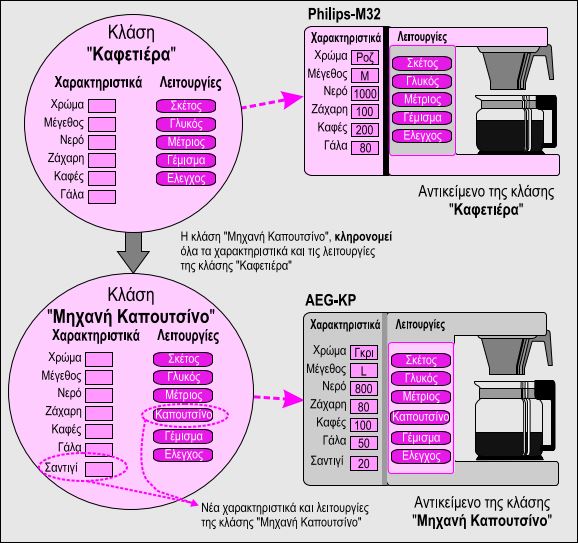 Κλάση
"Καφετιέρα"
Χαρακτηριστικά Λειτουργίες
Χρώμα Σκέτος
Μέγεθος Γλυκός
Νερό Μέτριος
Ζάχαρη Γέμισμα
Καφές Ελεγχος
Γάλα
Philips-M32
Χαρακτηριστικά Λειτουργίες
Χρώμα Ροζ Σκέτος
Μέγεθος M Γλυκός
Νερό 1000 Μέτριος
Ζάχαρη 100 Γέμισμα
Καφές 200 Ελεγχος
Γάλα 80
Αντικείμενο της κλάσης
"Καφετιέρα"
Η κλάση "Μηχανή Καπουτσίνο", κληρονομεί
όλα τα χαρακτηριστικά και τις λειτουργίες
της κλάσης "Καφετιέρα"
Κλάση
"Μηχανή Καπουτσίνο"
Χαρακτηριστικά Λειτουργίες
Χρώμα Σκέτος
Μέγεθος Γλυκός
Νερό Μέτριος
Ζάχαρη Καπουτσίνο
Καφές Γέμισμα
Γάλα Ελεγχος
Σαντιγί
AEG-KP
Χαρακτηριστικά Λειτουργίες
Χρώμα Γκρι Σκέτος
Μέγεθος L Γλυκός
Νερό 800 Μέτριος
Ζάχαρη 80 Καπουτσίνο
Καφές 100 Γέμισμα
Γάλα 50 Ελεγχος
Σαντιγί 20
Νέα χαρακτηριστικά και λειτουργίες
της κλάσης "Μηχανή Καπουτσίνο"
Αντικείμενο της κλάσης
"Μηχανή Καπουτσίνο"